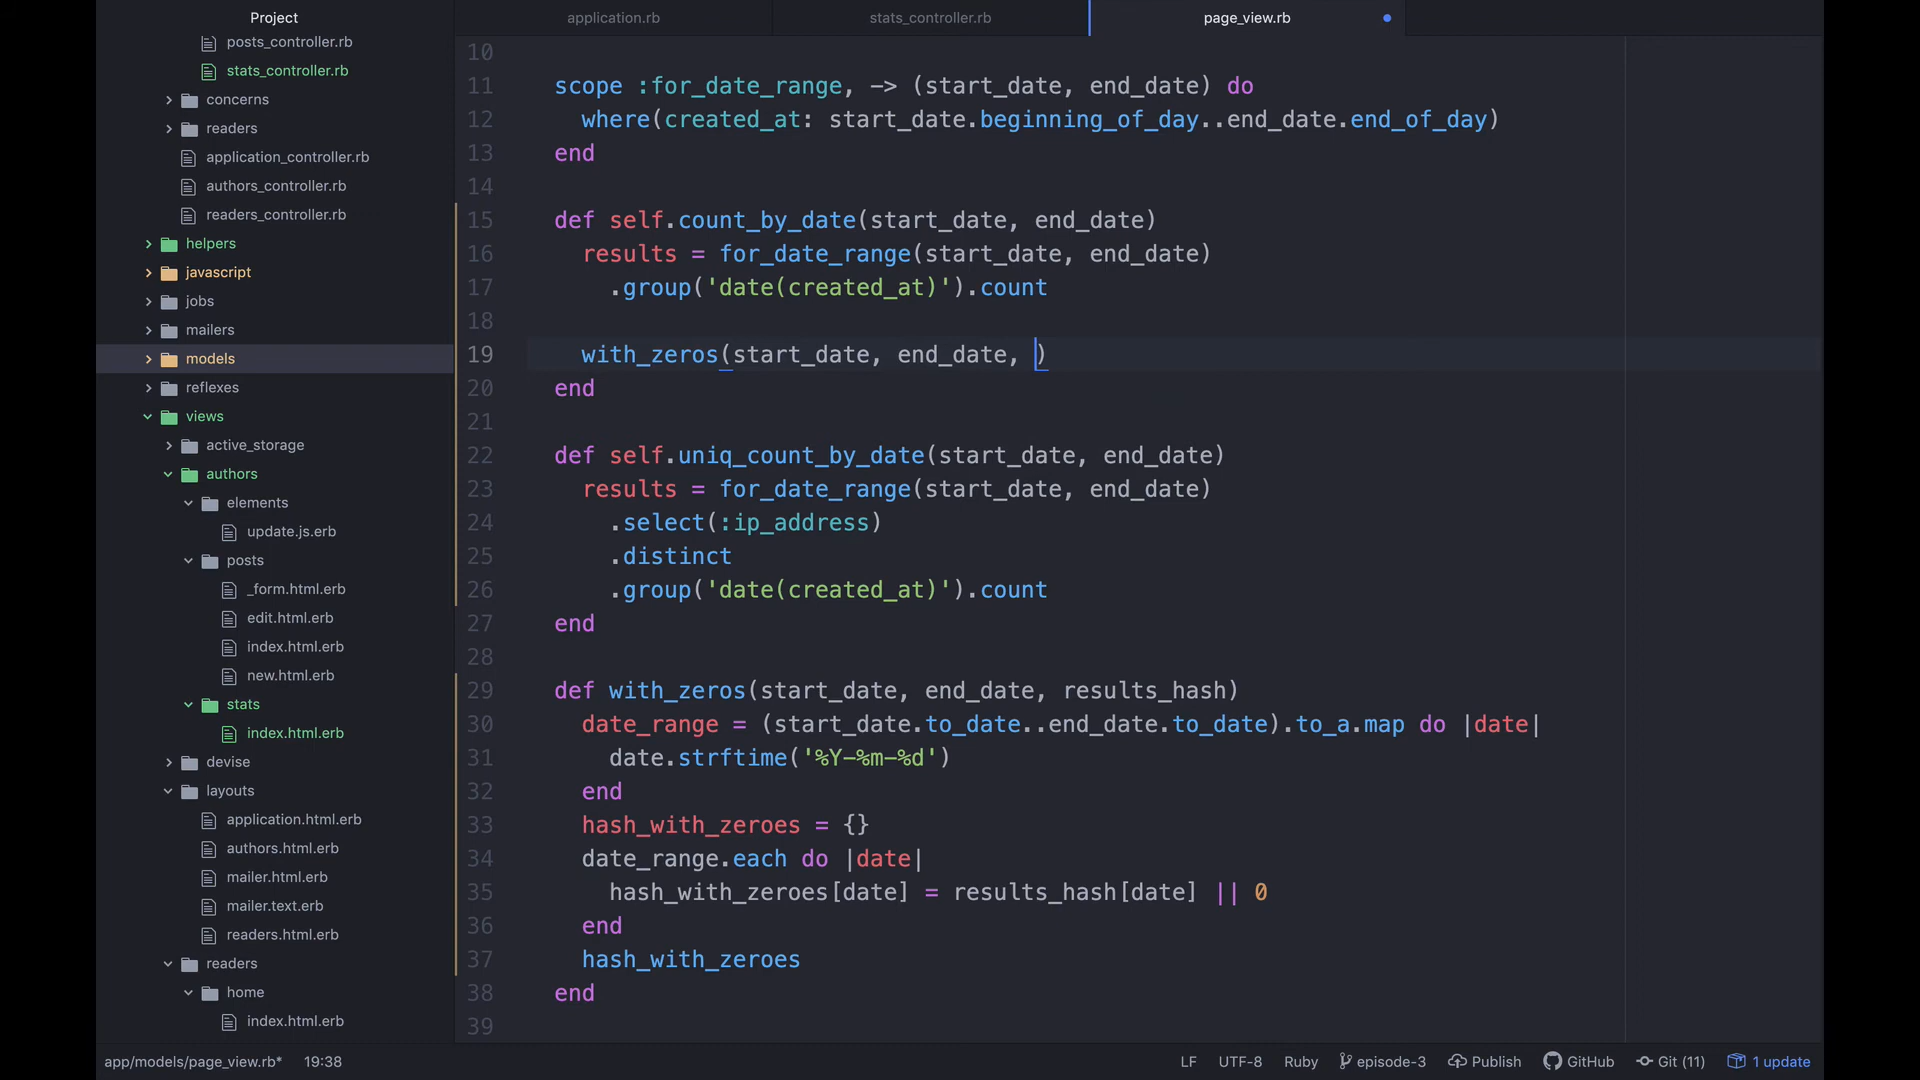 Project
application.rb
stats_controller.rb
page_view.rb
posts_controller.rb
stats_controller.rb
concerns
readers
application_controller.rb
authors_controller.rb
readers_controller.rb
helpers
javascript
jobs
mailers
models
reflexes
views
active_storage
authors
elements
update.js.erb
posts
_form.html.erb
edit.html.erb
index.html.erb
new.html.erb
stats
index.html.erb
devise
layouts
application.html.erb
authors.html.erb
mailer.html.erb
mailer.text.erb
readers.html.erb
readers
home
index.html.erb
10
11 scope :for_date_range, -> (start_date, end_date) do
12 where(created_at: start_date.beginning_of_day..end_date.end_of_day)
13 end
14
15 def self.count_by_date(start_date, end_date)
16 results = for_date_range(start_date, end_date)
17 .group('date(created_at)').count
18
19 with_zeros(start_date, end_date, )
20 end
21
22 def self.uniq_count_by_date(start_date, end_date)
23 results = for_date_range(start_date, end_date)
24 .select(:ip_address)
25 .distinct
26 .group('date(created_at)').count
27 end
28
29 def with_zeros(start_date, end_date, results_hash)
30 date_range = (start_date.to_date..end_date.to_date).to_a.map do |date|
31 date.strftime('%Y-%m-%d')
32 end
33 hash_with_zeroes = {}
34 date_range.each do |date|
35 hash_with_zeroes[date] = results_hash[date] || 0
36 end
37 hash_with_zeroes
38 end
39
app/models/page_view.rb* 19:38 LF UTF-8 Ruby episode-3 Publish GitHub Git (11) 1 update